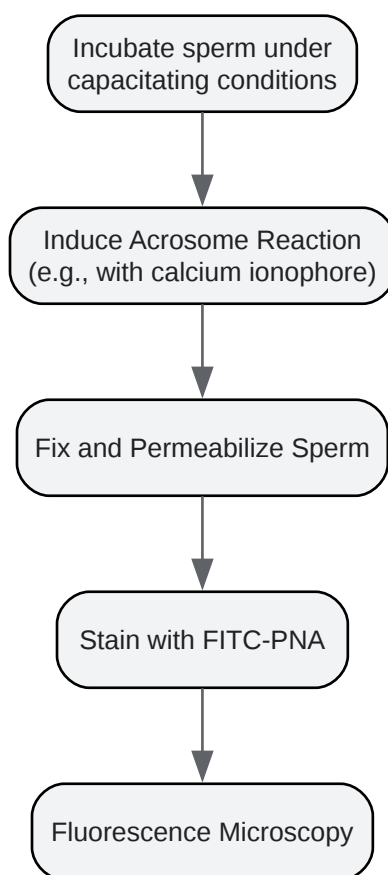 Incubate sperm under
capacitating conditions
Induce Acrosome Reaction
(e.g., with calcium ionophore)
Fix and Permeabilize Sperm
Stain with FITC-PNA
Fluorescence Microscopy